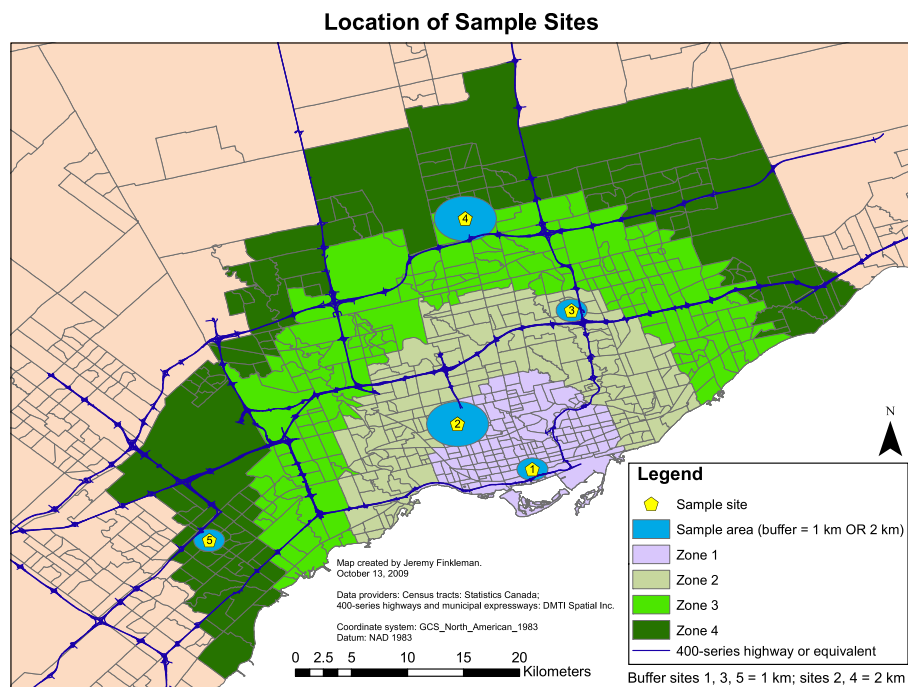 Location of Sample Sites
4
3
2
1
5
N
Legend
Sample site
Sample area (buffer = 1 km OR 2 km)
Zone 1
Zone 2
Zone 3
Zone 4
400-series highway or equivalent
Map created by Jeremy Finkleman.
October 13, 2009
Data providers: Census tracts: Statistics Canada;
400-series highways and municipal expressways: DMTI Spatial Inc.
Coordinate system: GCS_North_American_1983
Datum: NAD 1983
0 2.5 5 10 15 20
Kilometers
Buffer sites 1, 3, 5 = 1 km; sites 2, 4 = 2 km